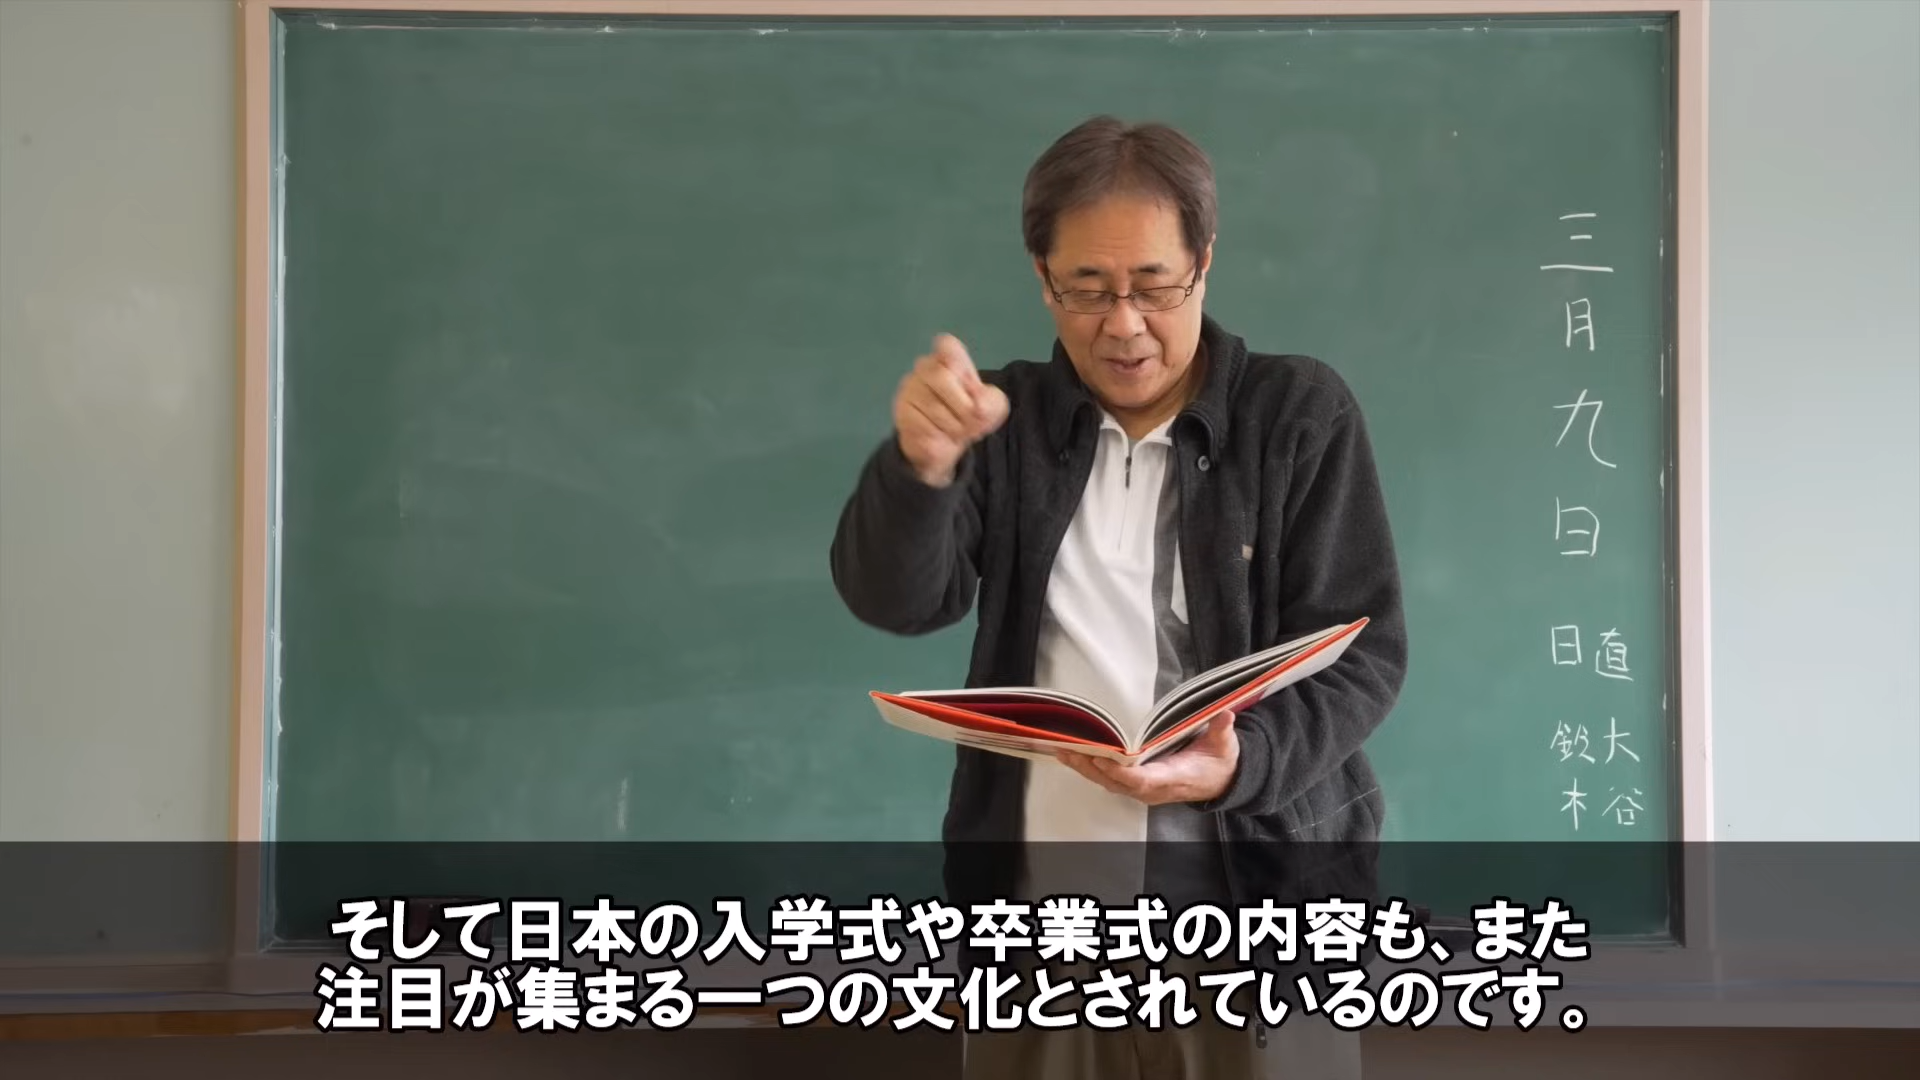 三月九日
日直
大谷
鈴木
そして日本の入学式や卒業式の内容も、また
注目が集まる一つの文化とされているのです。